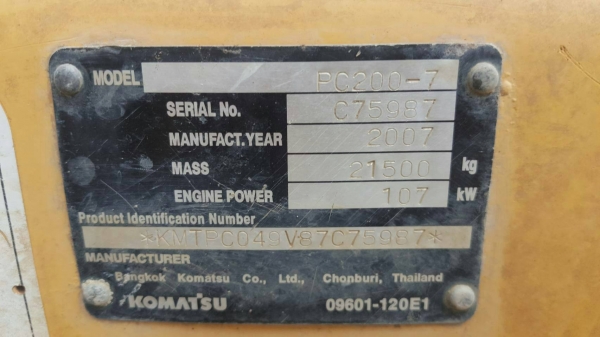 MODEL PC200-7
SERIAL No. C75987
MANUFACT.YEAR 2007
MASS 21500 kg
ENGINE POWER 107 kW
Product Identification Number
*KMTPC049V87C75987*
MANUFACTURER
Bangkok Komatsu Co., Ltd., Chonburi, Thailand
KOMATSU 09601-120E1